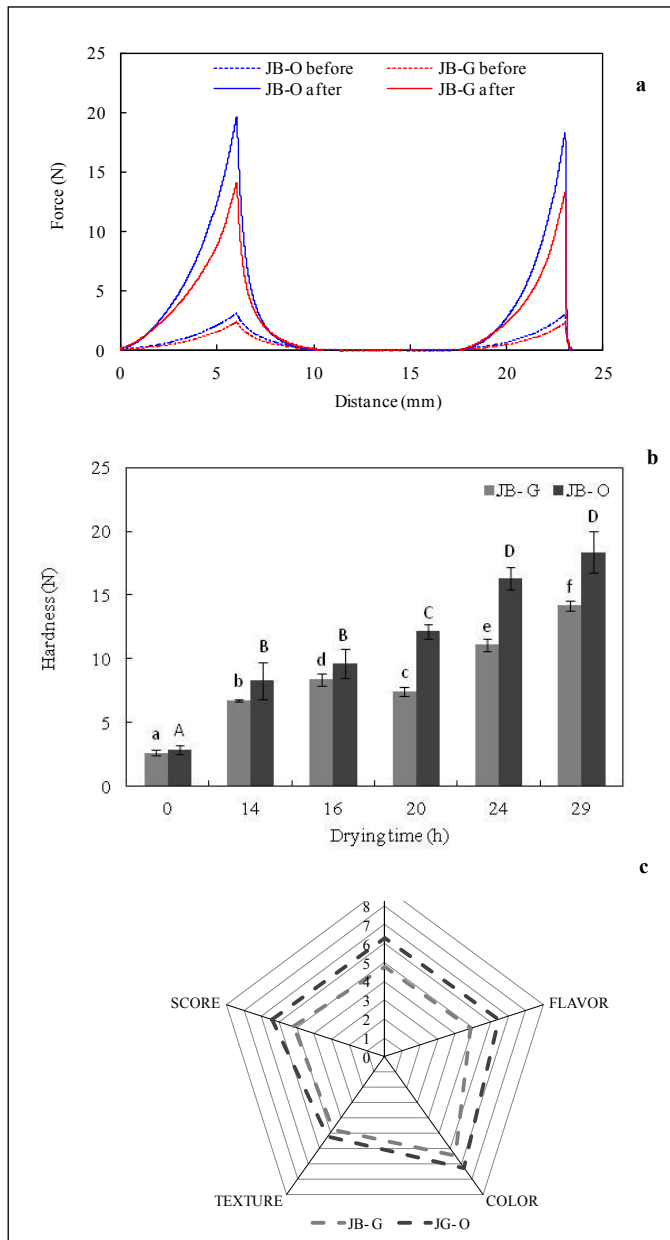 25
JB-O before JB-G before
JB-O after JB-G after
a
20
15
10
5
0
Force (N)
0 5 10 15 20 25
Distance (mm)
b
25
JB- G JB- O
20
15
10
5
0
Hardness (N)
a A b B d B c C e D f D
0 14 16 20 24 29
Drying time (h)
c
8
7
6
5
4
3
2
1
0
SCORE FLAVOR
TEXTURE COLOR
JB- G JG- O